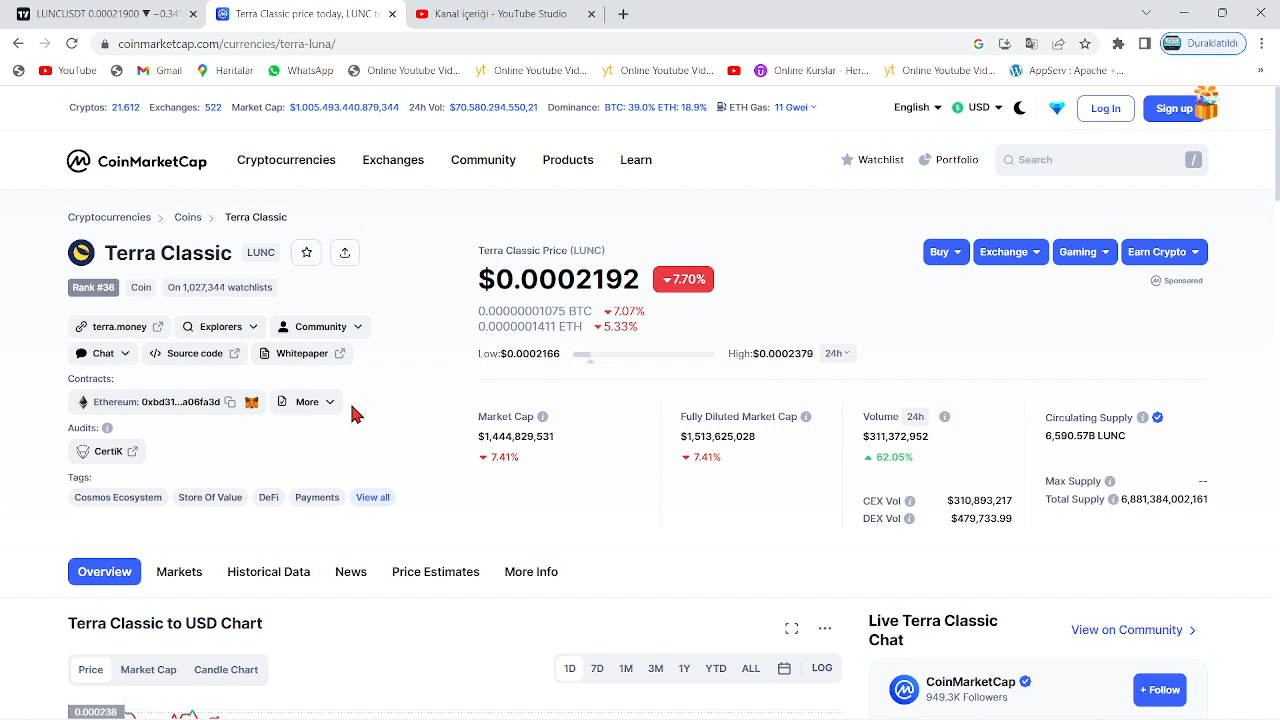 LUNCUSDT 0.00021900 ▼ −0.34
Terra Classic price today, LUNC to
Kanal içeriği - YouTube Studio
coinmarketcap.com/currencies/terra-luna/
Duraklatıldı
YouTube
Gmail
Haritalar
WhatsApp
Online Youtube Vid...
Online Youtube Vid...
Online Youtube Vid...
Online Kurslar - Her...
Online Youtube Vid...
AppServ : Apache +...
»
Cryptos: 21.612 Exchanges: 522 Market Cap: $1.005.493.440.879,344 24h Vol: $70.580.294.550,21 Dominance: BTC: 39.0% ETH: 18.9% ETH Gas: 11 Gwei
English USD Log In Sign up
CoinMarketCap Cryptocurrencies Exchanges Community Products Learn
Watchlist Portfolio Search /
Cryptocurrencies > Coins > Terra Classic
Terra Classic LUNC
Rank #36 Coin On 1,027,344 watchlists
terra.money Explorers Community
Chat Source code Whitepaper
Contracts:
Ethereum: 0xbd31...a06fa3d More
Audits:
CertiK
Tags:
Cosmos Ecosystem Store Of Value DeFi Payments View all
Terra Classic Price (LUNC)
$0.0002192 ▼7.70%
0.00000001075 BTC ▼7.07%
0.0000001411 ETH ▼5.33%
Low:$0.0002166 High:$0.0002379 24h
Buy Exchange Gaming Earn Crypto
Sponsored
Market Cap
$1,444,829,531
▼ 7.41%
Fully Diluted Market Cap
$1,513,625,028
▼ 7.41%
Volume 24h
$311,372,952
▲ 62.05%
CEX Vol $310,893,217
DEX Vol $479,733.99
Circulating Supply
6,590.57B LUNC
Max Supply --
Total Supply 6,881,384,002,161
Overview Markets Historical Data News Price Estimates More Info
Terra Classic to USD Chart
Price Market Cap Candle Chart
1D 7D 1M 3M 1Y YTD ALL LOG
0.000238
Live Terra Classic
Chat
View on Community >
CoinMarketCap
949.3K Followers
+ Follow